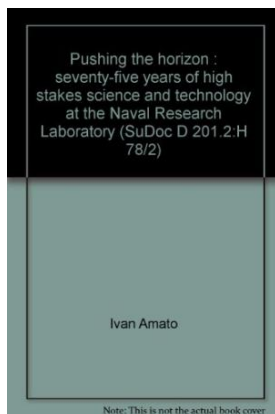 Pushing the horizon :
seventy-five years of high
stakes science and technology
at the Naval Research
Laboratory (SuDoc D 201.2:H
78/2)
Ivan Amato
Note: This is not the actual book cover